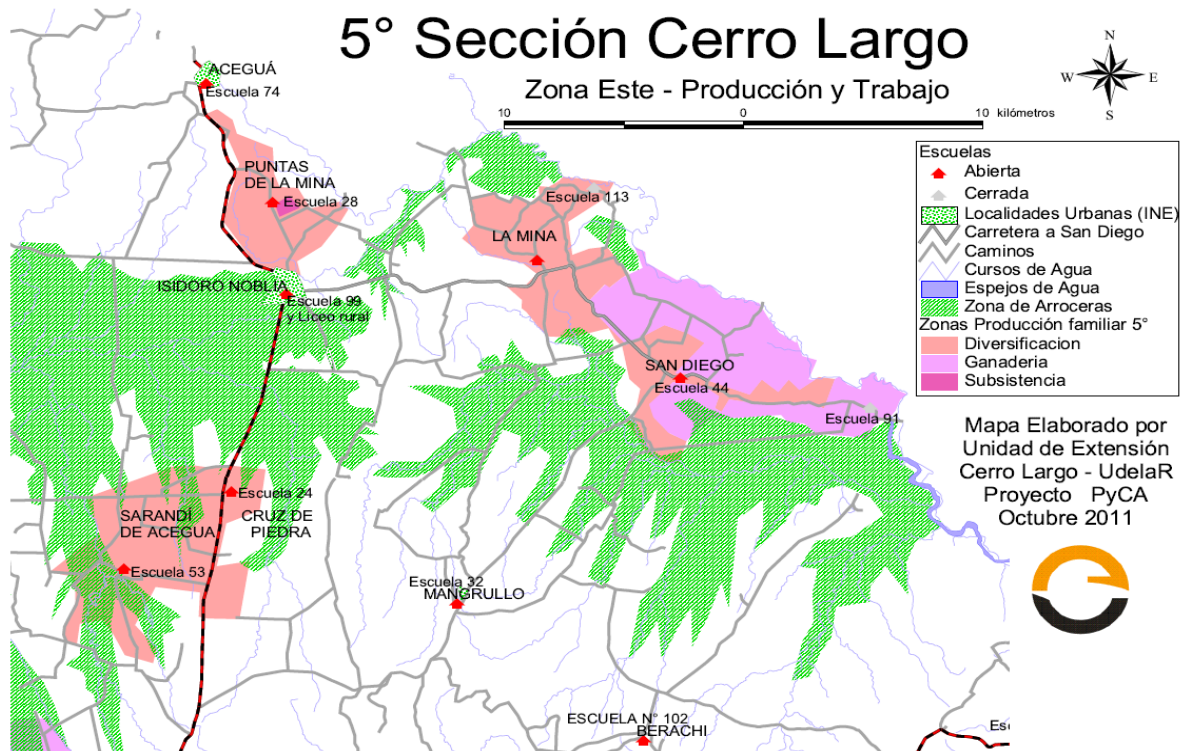 5° Sección Cerro Largo
Zona Este - Producción y Trabajo
10 0 10 kilómetros
N
W E
S
ACEGUÁ
Escuela 74
PUNTAS
DE LA MINA
Escuela 28
Escuela 113
LA MINA
ISIDORO NOBLIA
Escuela 99
y Liceo rural
SAN DIEGO
Escuela 44
Escuela 91
Escuela 24
SARANDÍ
DE ACEGUA
CRUZ DE
PIEDRA
Escuela 53
Escuela 32
MANGRULLO
ESCUELA N° 102
BERACHI
Escuelas
Abierta
Cerrada
Localidades Urbanas (INE)
Carretera a San Diego
Caminos
Cursos de Agua
Espejos de Agua
Zona de Arroceras
Zonas Producción familiar 5°
Diversificacion
Ganaderia
Subsistencia
Mapa Elaborado por
Unidad de Extensión
Cerro Largo - UdelaR
Proyecto PyCA
Octubre 2011